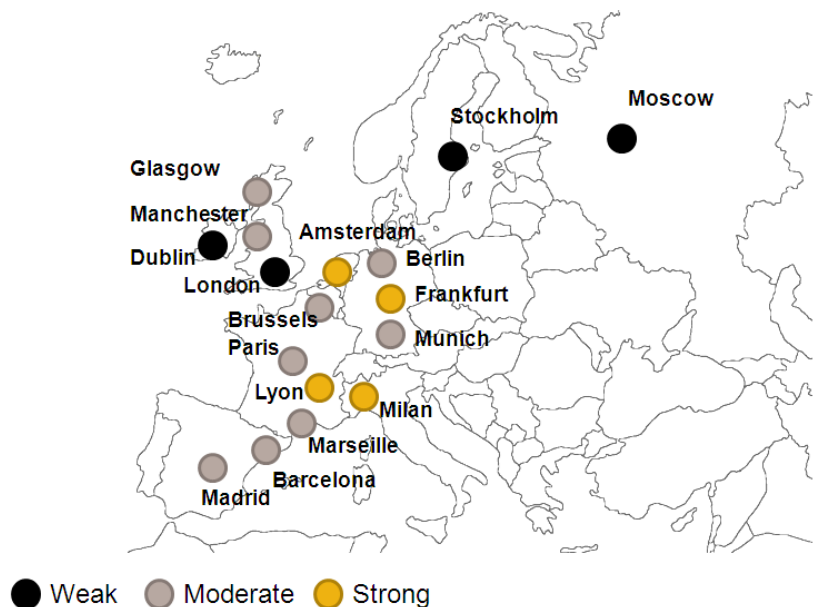 Moscow
Stockholm
Glasgow
Manchester
Amsterdam
Dublin
Berlin
London
Frankfurt
Brussels
Munich
Paris
Lyon
Milan
Marseille
Barcelona
Madrid
Weak Moderate Strong